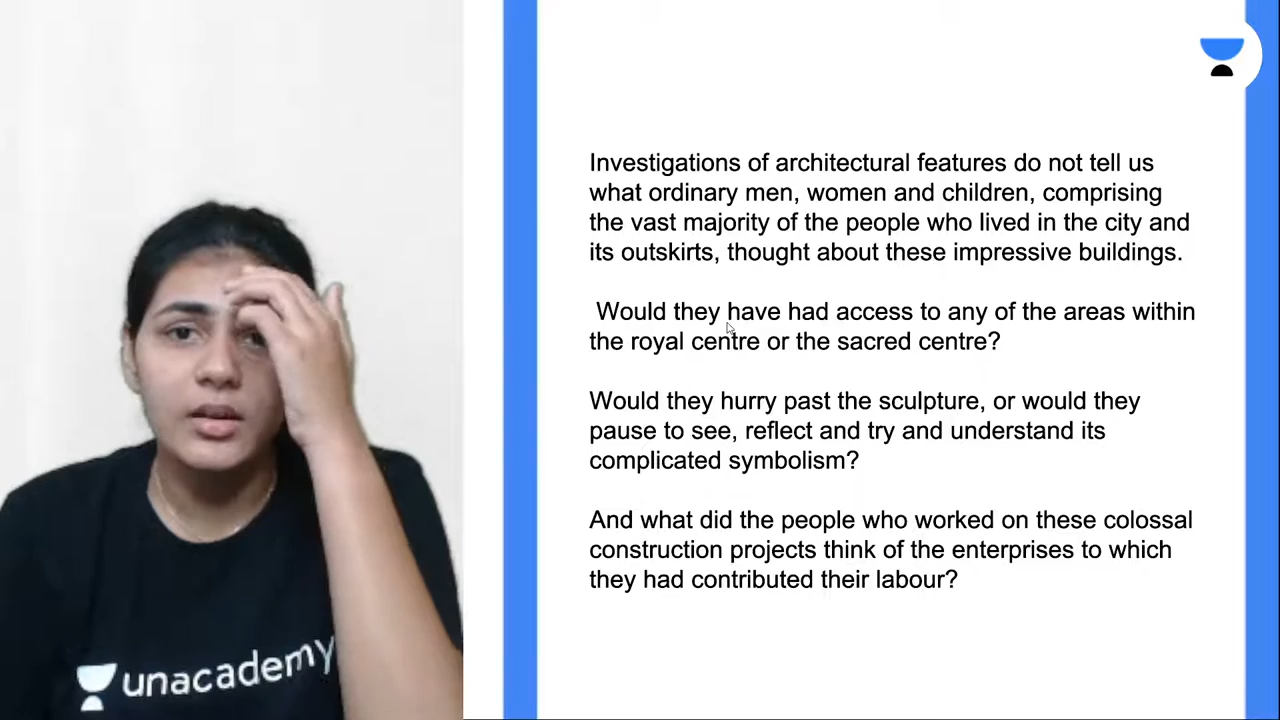 Investigations of architectural features do not tell us
what ordinary men, women and children, comprising
the vast majority of the people who lived in the city and
its outskirts, thought about these impressive buildings.
Would they have had access to any of the areas within
the royal centre or the sacred centre?
Would they hurry past the sculpture, or would they
pause to see, reflect and try and understand its
complicated symbolism?
And what did the people who worked on these colossal
construction projects think of the enterprises to which
they had contributed their labour?
unacademy